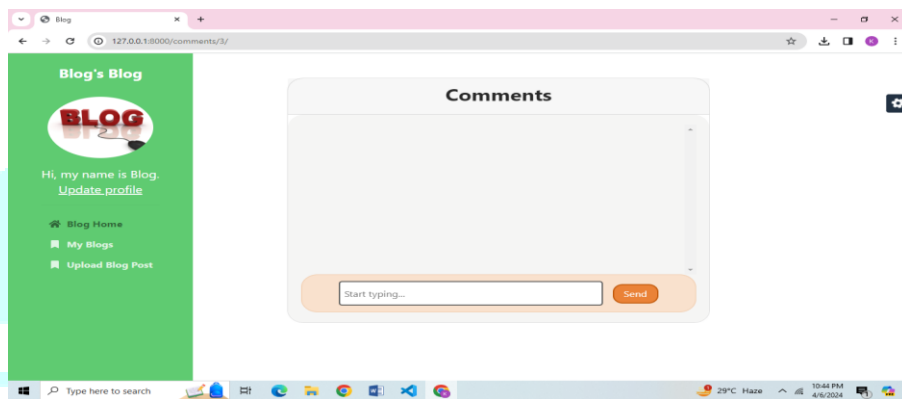 Blog
127.0.0.1:8000/comments/3/
K
Blog's Blog
BLOG
Hi, my name is Blog.
Update profile
Blog Home
My Blogs
Upload Blog Post
Comments
Start typing...
Send
Type here to search
29°C Haze
10:44 PM
4/6/2024